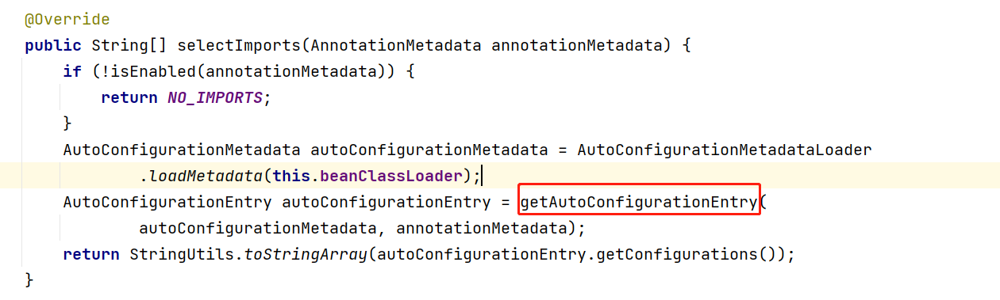 @Override
public String[] selectImports(AnnotationMetadata annotationMetadata) {
if (!isEnabled(annotationMetadata)) {
return NO_IMPORTS;
}
AutoConfigurationMetadata autoConfigurationMetadata = AutoConfigurationMetadataLoader
.loadMetadata(this.beanClassLoader);
AutoConfigurationEntry autoConfigurationEntry = getAutoConfigurationEntry(
autoConfigurationMetadata, annotationMetadata);
return StringUtils.toStringArray(autoConfigurationEntry.getConfigurations());
}